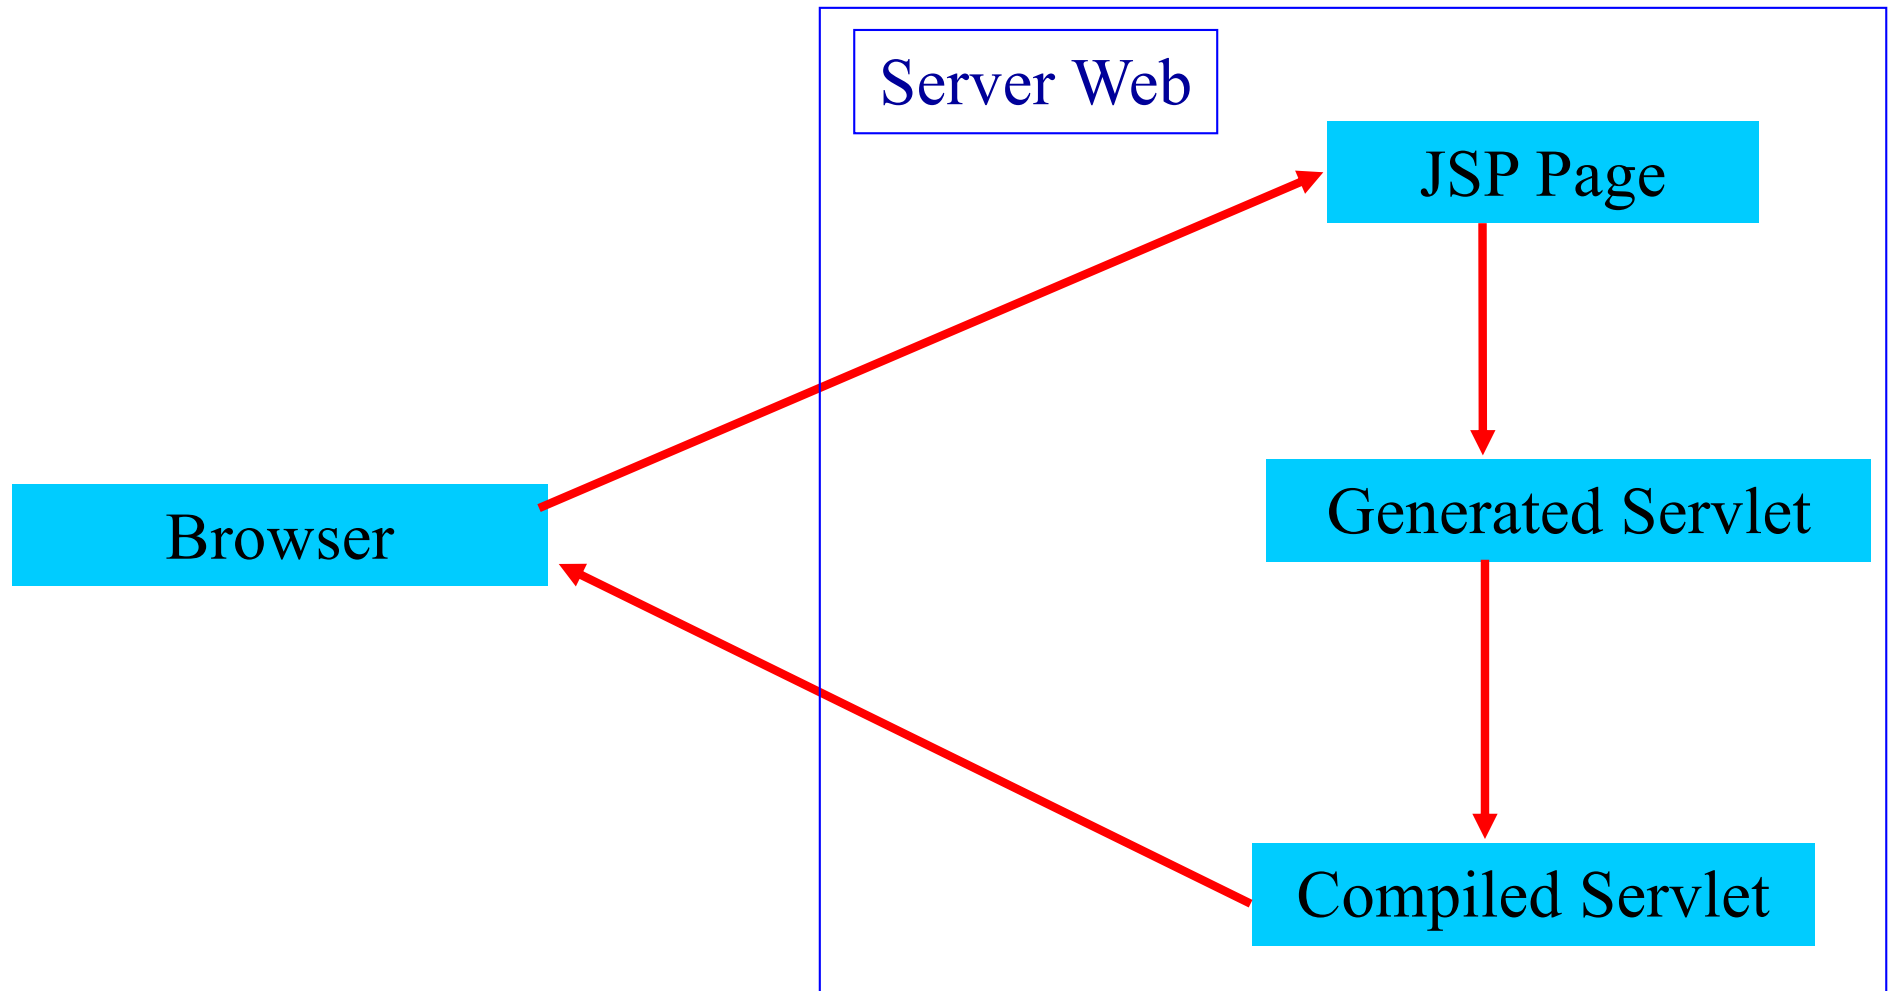 Server Web
JSP Page
Browser
Generated Servlet
Compiled Servlet